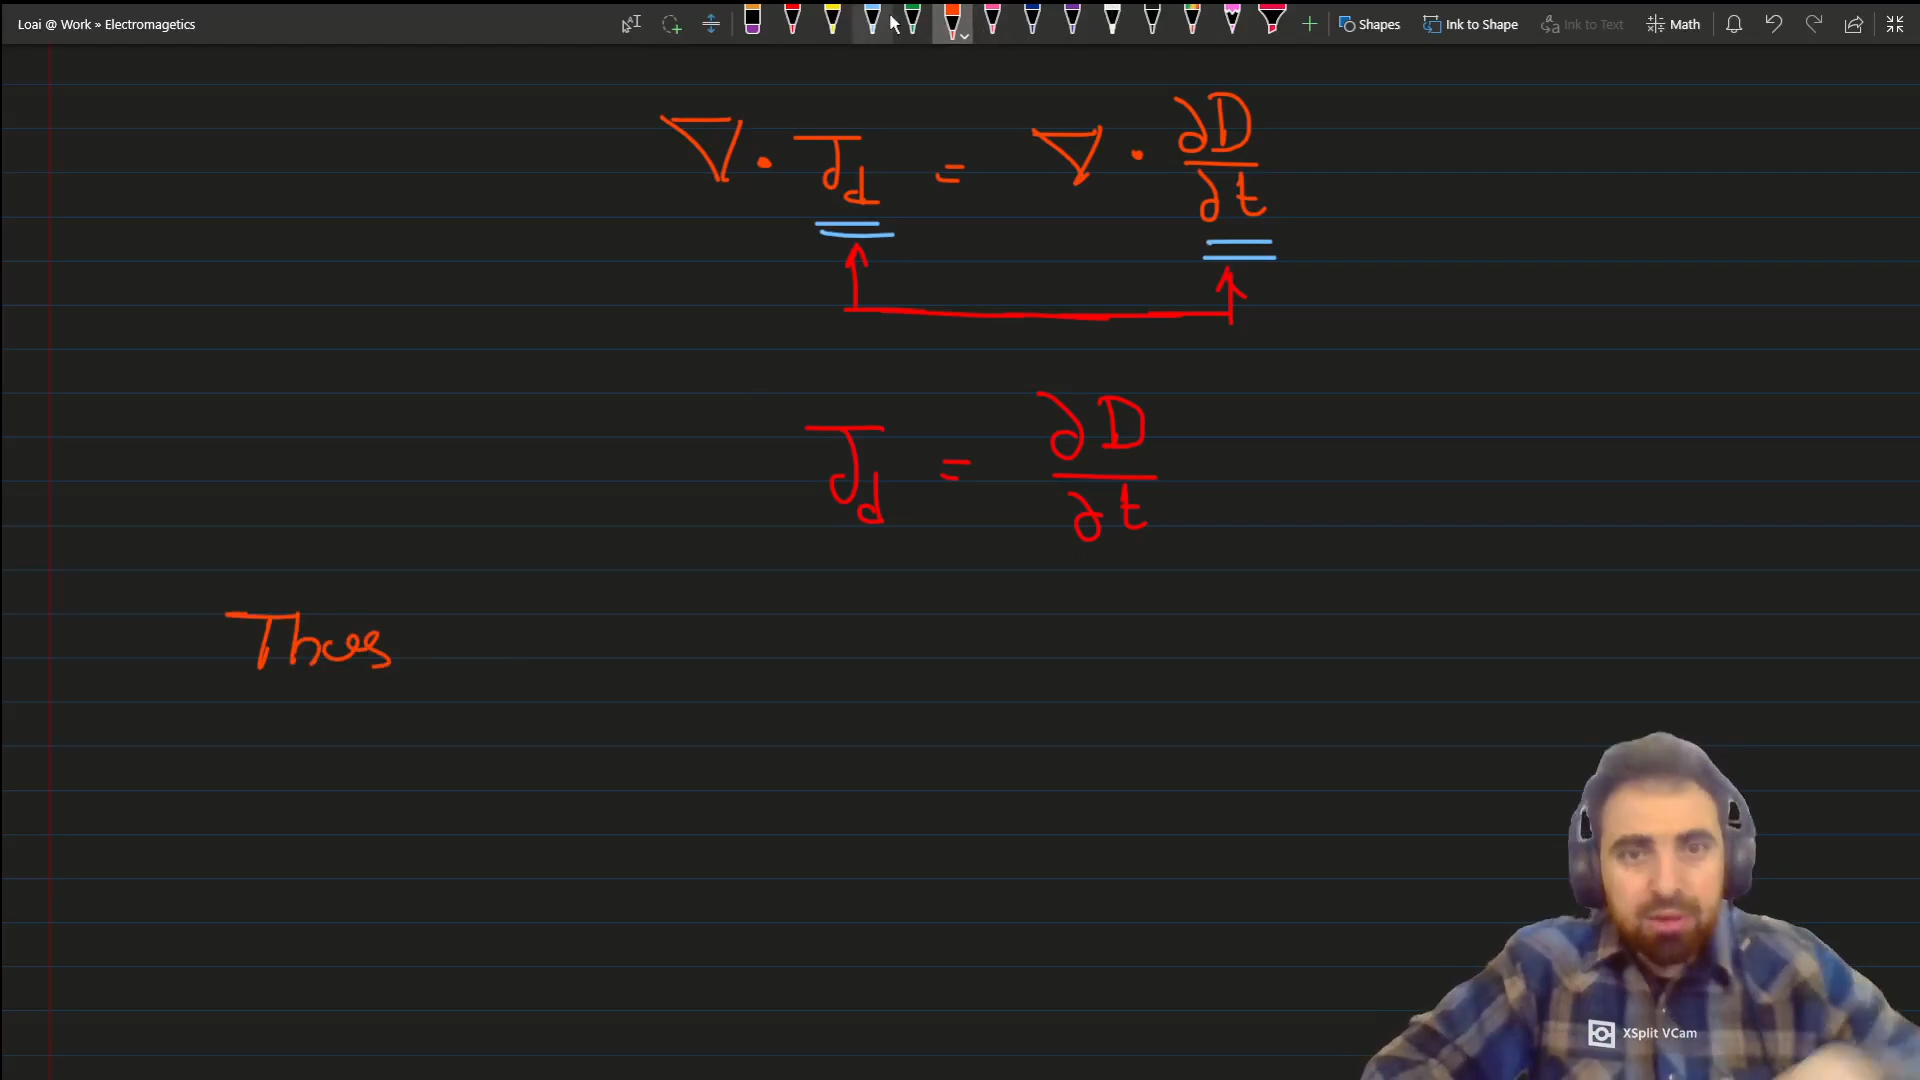 Loai @ Work » Electromagetics
Shapes Ink to Shape Ink to Text Math
∇ · J_d = ∇ · ∂D/∂t
J_d = ∂D/∂t
Thus
XSplit VCam